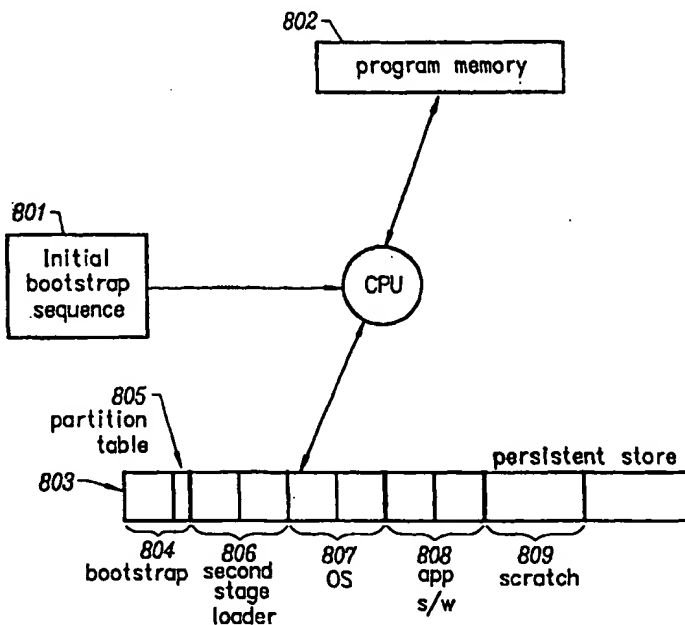 802
program memory
801
Initial
bootstrap
sequence
CPU
805
partition
table
persistent store
803
804
bootstrap
806
second
stage
loader
807
OS
808
app
s/w
809
scratch